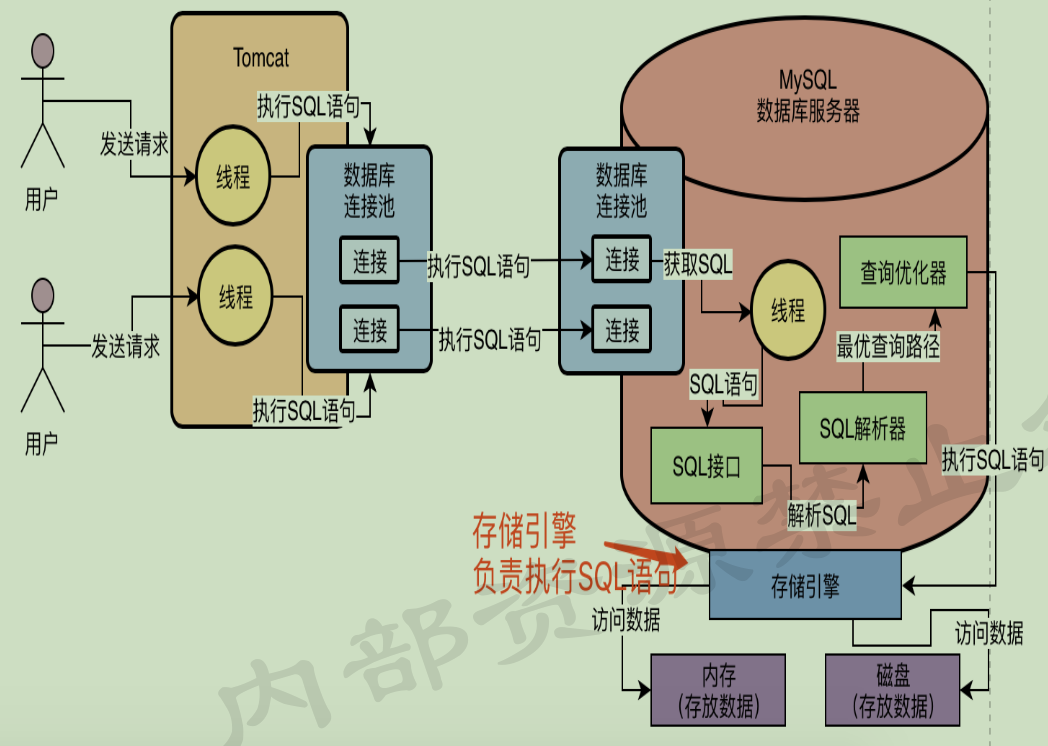 Tomcat
MySQL
数据库服务器
执行SQL语句
发送请求
线程
数据库
连接池
数据库
连接池
用户
连接
执行SQL语句
连接
获取SQL
查询优化器
线程
线程
连接
执行SQL语句
连接
发送请求
最优查询路径
SQL语句
执行SQL语句
SQL解析器
用户
SQL接口
执行SQL语句
解析SQL
存储引擎
负责执行SQL语句
存储引擎
访问数据
访问数据
内存
(存放数据)
磁盘
(存放数据)
内部资源禁止